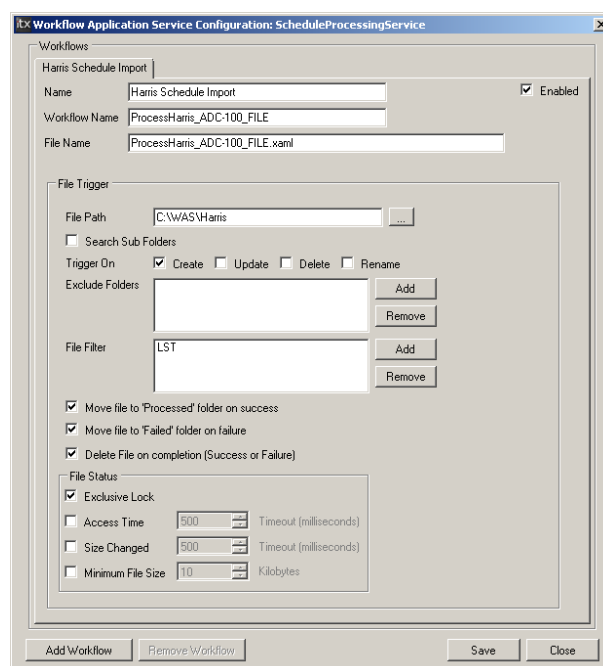 itx Workflow Application Service Configuration: ScheduleProcessingService
Workflows
Harris Schedule Import
Name Harris Schedule Import Enabled
Workflow Name ProcessHarris_ADC-100_FILE
File Name ProcessHarris_ADC-100_FILE.xaml
File Trigger
File Path C:\WAS\Harris ...
Search Sub Folders
Trigger On Create Update Delete Rename
Exclude Folders Add
Remove
File Filter LST Add
Remove
Move file to 'Processed' folder on success
Move file to 'Failed' folder on failure
Delete File on completion (Success or Failure)
File Status
Exclusive Lock
Access Time 500 Timeout (milliseconds)
Size Changed 500 Timeout (milliseconds)
Minimum File Size 10 Kilobytes
Add Workflow Remove Workflow Save Close